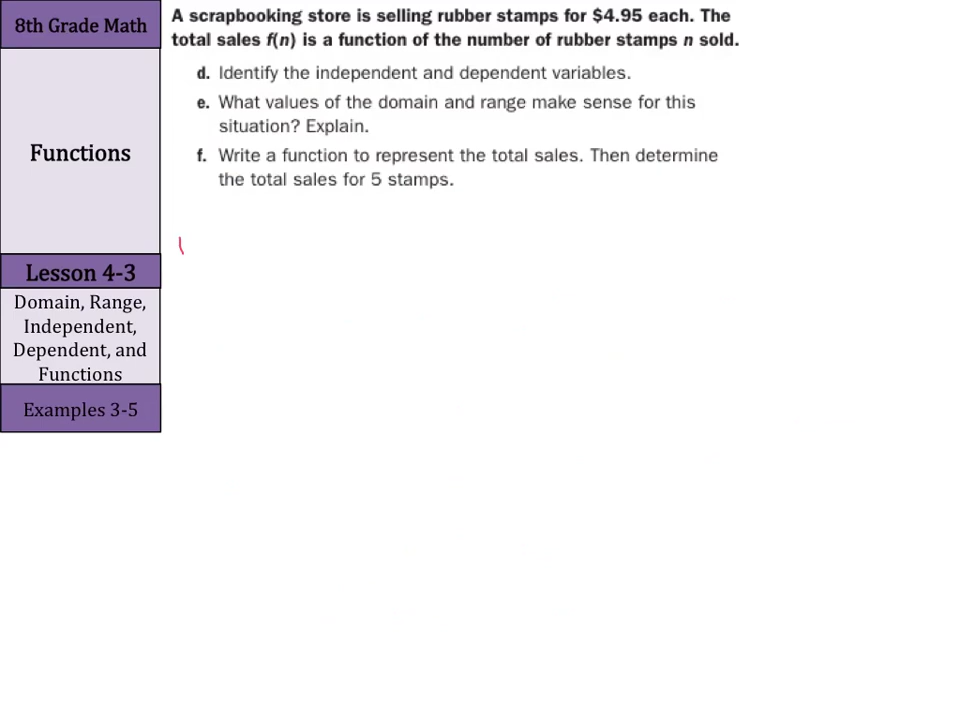 8th Grade Math
Functions
Lesson 4-3
Domain, Range,
Independent,
Dependent, and
Functions
Examples 3-5
A scrapbooking store is selling rubber stamps for $4.95 each. The
total sales f(n) is a function of the number of rubber stamps n sold.
d. Identify the independent and dependent variables.
e. What values of the domain and range make sense for this
situation? Explain.
f. Write a function to represent the total sales. Then determine
the total sales for 5 stamps.